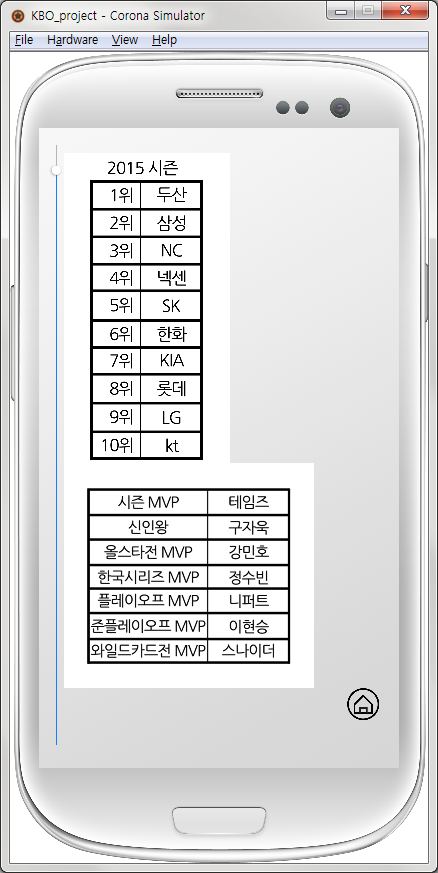 KBO_project - Corona Simulator
File Hardware View Help
2015 시즌
1위 두산
2위 삼성
3위 NC
4위 넥센
5위 SK
6위 한화
7위 KIA
8위 롯데
9위 LG
10위 kt
시즌 MVP 테임즈
신인왕 구자욱
올스타전 MVP 강민호
한국시리즈 MVP 정수빈
플레이오프 MVP 니퍼트
준플레이오프 MVP 이현승
와일드카드전 MVP 스나이더